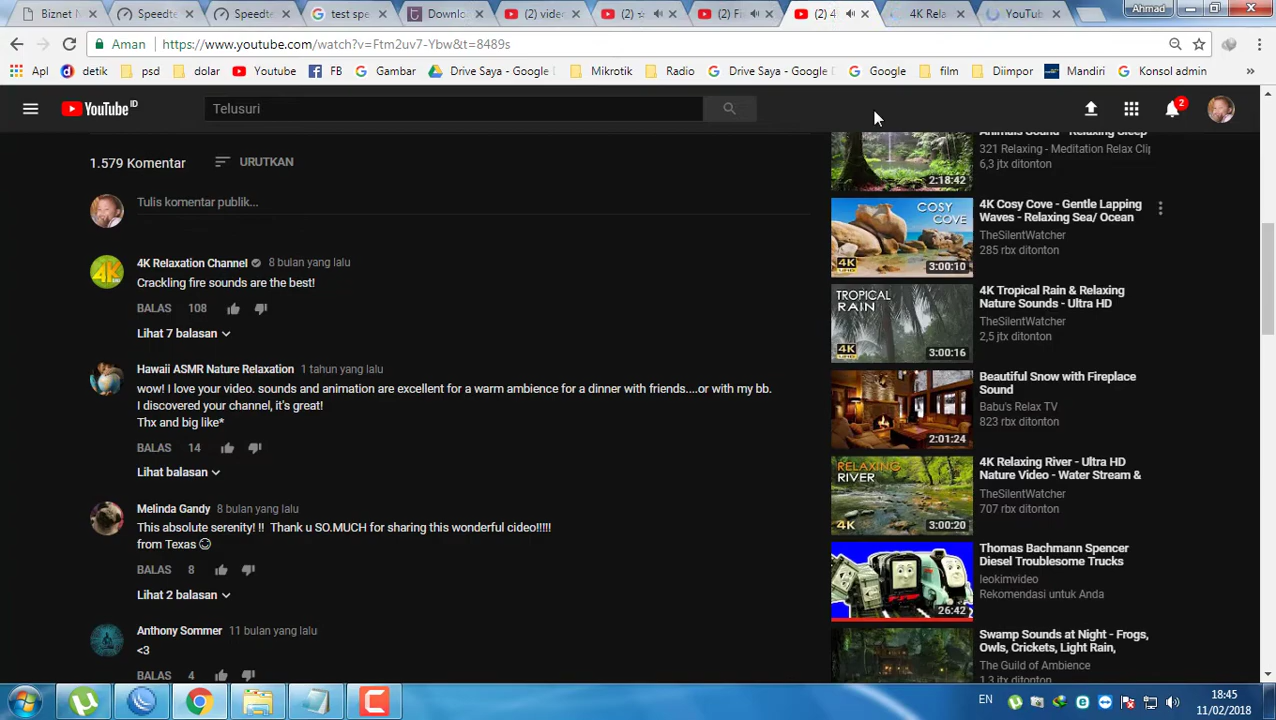 Biznet N
Speedte
Speedte
test spe
Downlo
(2) video
(2)
(2) F
(2) 4
4K Rela
YouTub
Ahmad
Aman
https://www.youtube.com/watch?v=Ftm2uv7-Ybw&t=8489s
Apl
detik
psd
dolar
Youtube
FB
Gambar
Drive Saya - Google
Mikrotik
Radio
Drive Saya - Google
Google
film
Diimpor
Mandiri
Konsol admin
»
YouTube ID
Telusuri
2
1.579 Komentar
URUTKAN
Tulis komentar publik...
4K Relaxation Channel 8 bulan yang lalu
Crackling fire sounds are the best!
BALAS 108
Lihat 7 balasan
Hawaii ASMR Nature Relaxation 1 tahun yang lalu
wow! I love your video, sounds and animation are excellent for a warm ambience for a dinner with friends....or with my bb.
I discovered your channel, it's great!
Thx and big like*
BALAS 14
Lihat balasan
Melinda Gandy 8 bulan yang lalu
This absolute serenity! !! Thank u SO.MUCH for sharing this wonderful cideo!!!!!
from Texas 😊
BALAS 8
Lihat 2 balasan
Anthony Sommer 11 bulan yang lalu
<3
BALAS 4
Animals Sound - Relaxing Sleep
321 Relaxing - Meditation Relax Clip
6,3 jtx ditonton
2:18:42
COSY
COVE
4K
3:00:10
4K Cosy Cove - Gentle Lapping
Waves - Relaxing Sea/ Ocean
TheSilentWatcher
285 rbx ditonton
TROPICAL
RAIN
4K
3:00:16
4K Tropical Rain & Relaxing
Nature Sounds - Ultra HD
TheSilentWatcher
2,5 jtx ditonton
2:01:24
Beautiful Snow with Fireplace
Sound
Babu's Relax TV
823 rbx ditonton
RELAXING
RIVER
4K
3:00:20
4K Relaxing River - Ultra HD
Nature Video - Water Stream &
TheSilentWatcher
707 rbx ditonton
26:42
Thomas Bachmann Spencer
Diesel Troublesome Trucks
leokimvideo
Rekomendasi untuk Anda
Swamp Sounds at Night - Frogs,
Owls, Crickets, Light Rain,
The Guild of Ambience
1,3 jtx ditonton
EN
18:45
11/02/2018